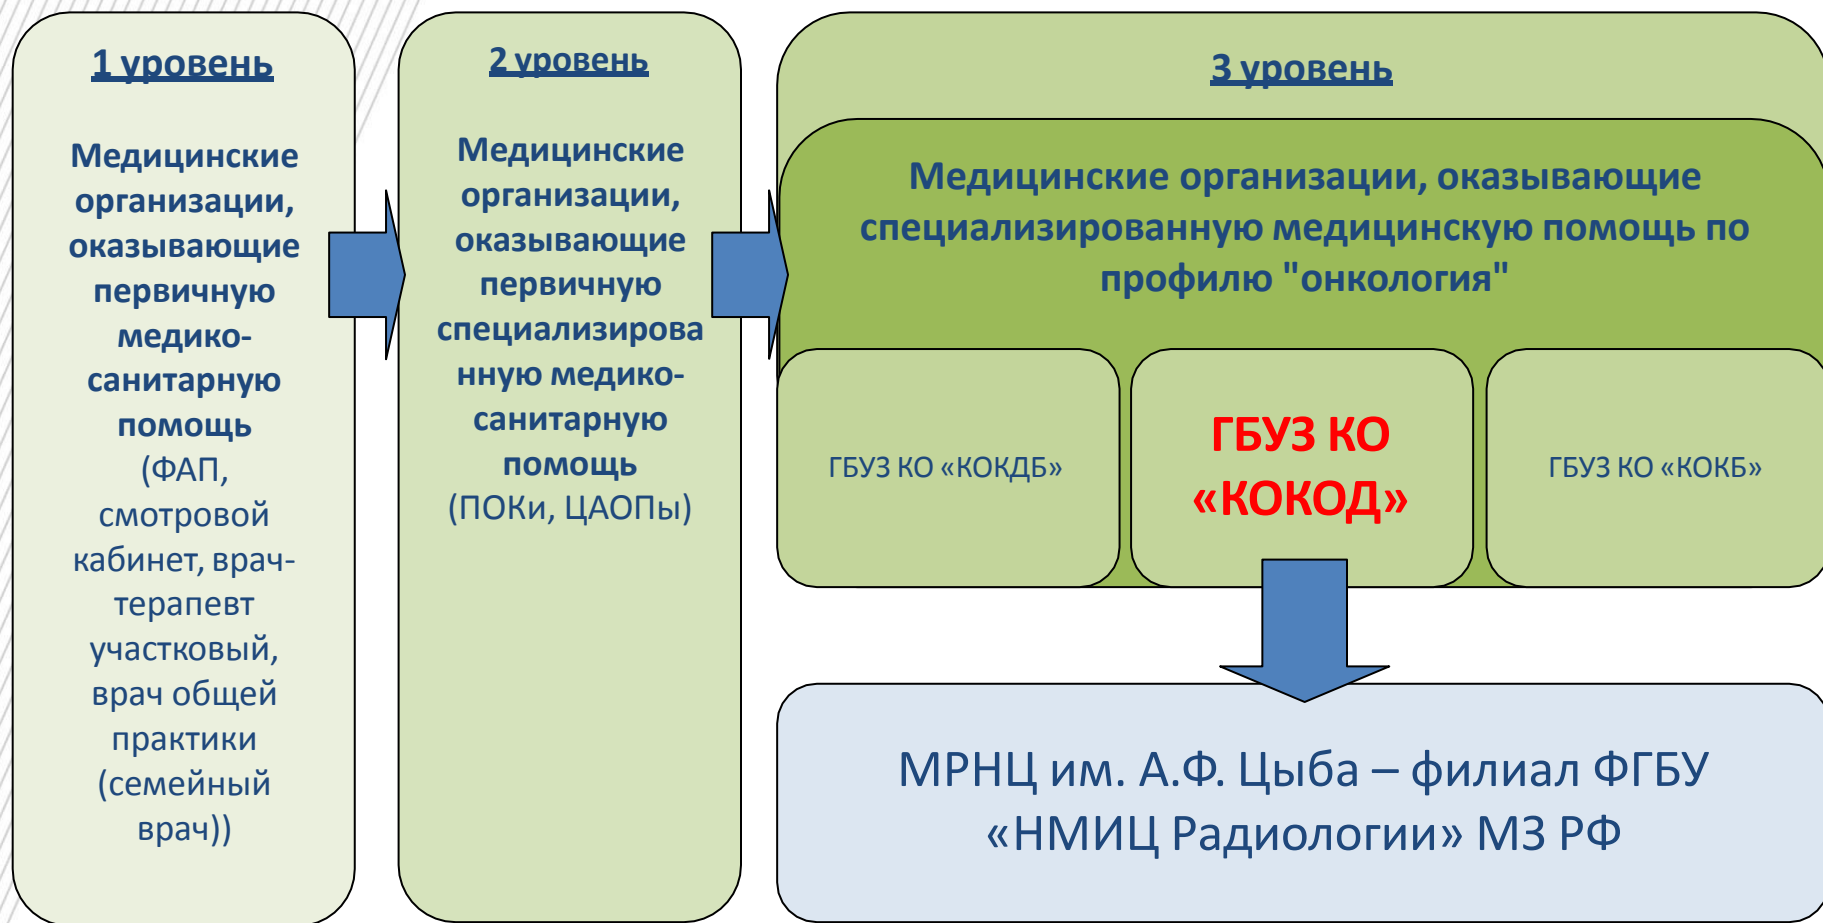 1 уровень
Медицинские
организации,
оказывающие
первичную
медико-
санитарную
помощь
(ФАП,
смотровой
кабинет, врач-
терапевт
участковый,
врач общей
практики
(семейный
врач))
2 уровень
Медицинские
организации,
оказывающие
первичную
специализирова
нную медико-
санитарную
помощь
(ПОКи, ЦАОПы)
3 уровень
Медицинские организации, оказывающие
специализированную медицинскую помощь по
профилю "онкология"
ГБУЗ КО «КОКДБ»
ГБУЗ КО
«КОКОД»
ГБУЗ КО «КОКБ»
МРНЦ им. А.Ф. Цыба – филиал ФГБУ
«НМИЦ Радиологии» МЗ РФ